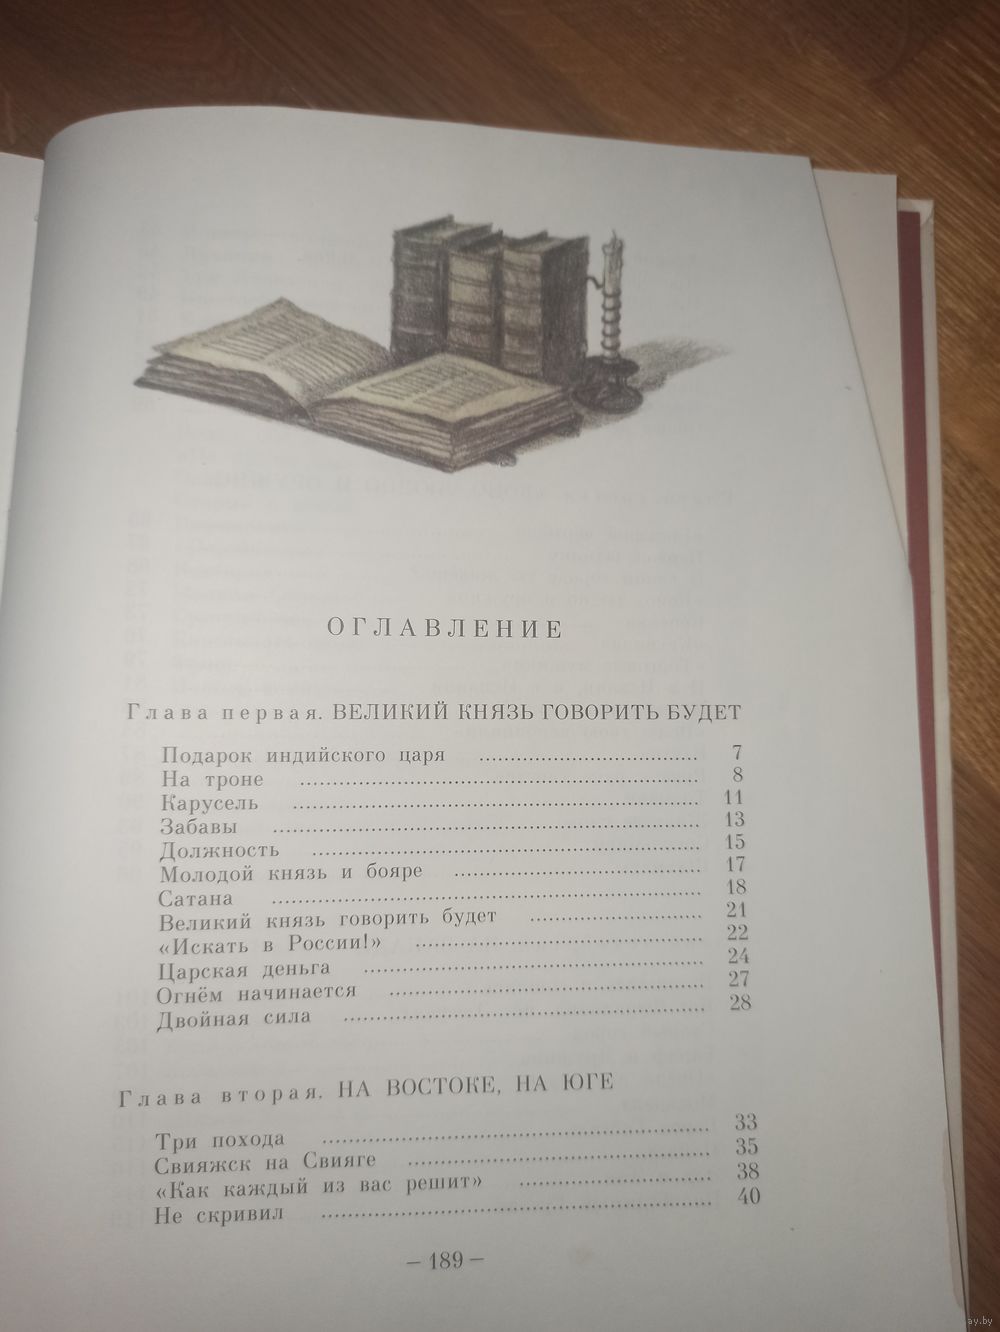 ОГЛАВЛЕНИЕ
Глава первая. ВЕЛИКИЙ КНЯЗЬ ГОВОРИТЬ БУДЕТ
Подарок индийского царя 7
На троне 8
Карусель 11
Забавы 13
Должность 15
Молодой князь и бояре 17
Сатана 18
Великий князь говорить будет 21
«Искать в России!» 22
Царская деньга 24
Огнём начинается 27
Двойная сила 28
Глава вторая. НА ВОСТОКЕ, НА ЮГЕ
Три похода 33
Свияжск на Свияге 35
«Как каждый из вас решит» 38
Не скривил 40
– 189 –
ay.by